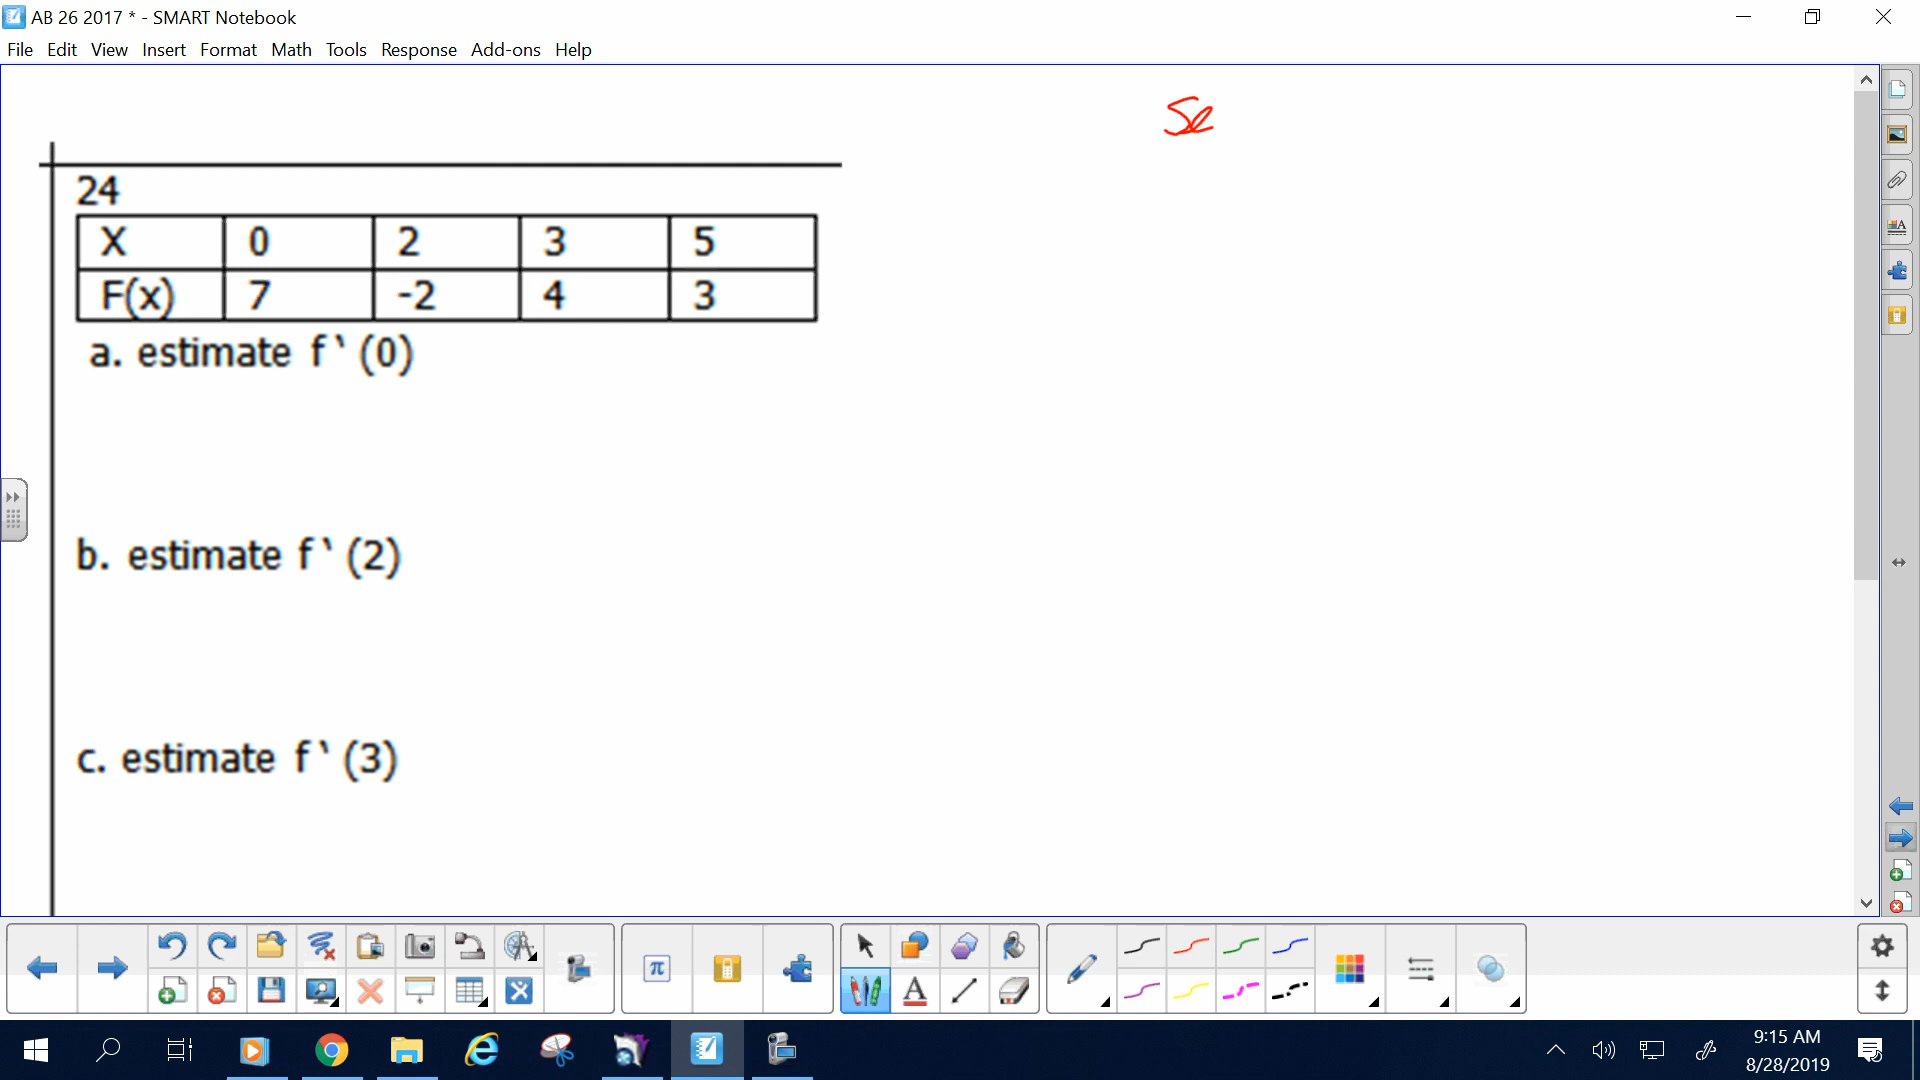 AB 26 2017 * - SMART Notebook
File Edit View Insert Format Math Tools Response Add-ons Help
Se
24
X 0 2 3 5
F(x) 7 -2 4 3
a. estimate f ‵ (0)
b. estimate f ‵ (2)
c. estimate f ‵ (3)
π
A
9:15 AM
8/28/2019